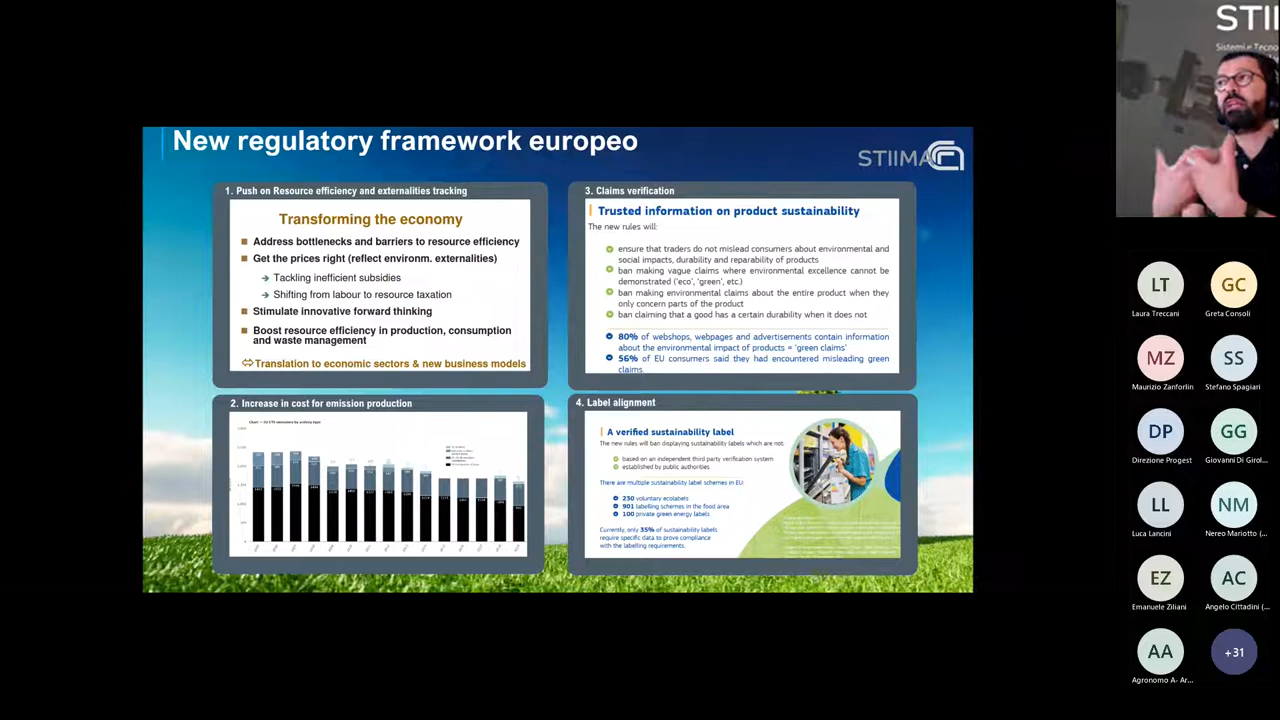 New regulatory framework europeo
STIIMA
1. Push on Resource efficiency and externalities tracking
Transforming the economy
Address bottlenecks and barriers to resource efficiency
Get the prices right (reflect environm. externalities)
Tackling inefficient subsidies
Shifting from labour to resource taxation
Stimulate innovative forward thinking
Boost resource efficiency in production, consumption
and waste management
Translation to economic sectors & new business models
3. Claims verification
Trusted information on product sustainability
The new rules will:
ensure that traders do not mislead consumers about environmental and
social impacts, durability and reparability of products
ban making vague claims where environmental excellence cannot be
demonstrated ('eco', 'green', etc.)
ban making environmental claims about the entire product when they
only concern parts of the product
ban claiming that a good has a certain durability when it does not
80% of webshops, webpages and advertisements contain information
about the environmental impact of products = 'green claims'
56% of EU consumers said they had encountered misleading green
claims.
2. Increase in cost for emission production
4. Label alignment
A verified sustainability label
The new rules will ban displaying sustainability labels which are not:
based on an independent third party verification system
established by public authorities
There are multiple sustainability label schemes in EU:
230 voluntary ecolabels
901 labelling schemes in the food area
100 private green energy labels
Currently, only 35% of sustainability labels
require specific data to prove compliance
with the labelling requirements.
STII
Sistemi e Tecno
LT
Laura Treccani
GC
Greta Consoli
MZ
Maurizio Zanforlin
SS
Stefano Spagiari
DP
Direzione Progest
GG
Giovanni Di Girol...
LL
Luca Lancini
NM
Nereo Mariotto (...
EZ
Emanuele Ziliani
AC
Angelo Cittadini (...
AA
Agronomo A- Ar...
+31